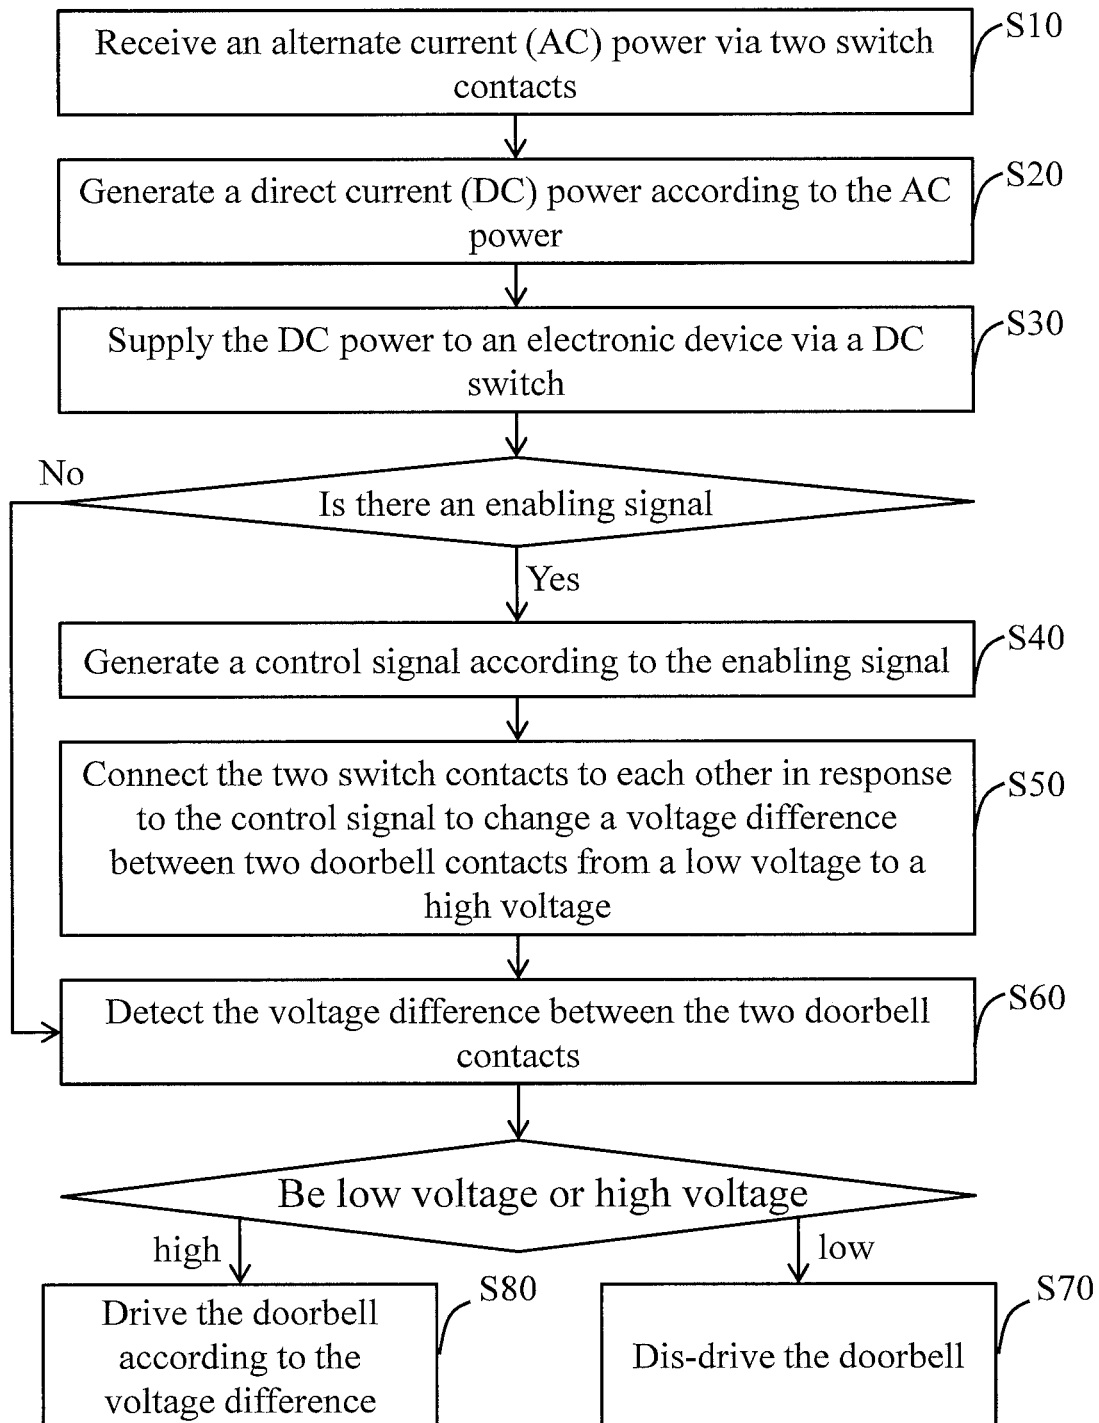 Receive an alternate current (AC) power via two switch
contacts
S10
Generate a direct current (DC) power according to the AC
power
S20
Supply the DC power to an electronic device via a DC
switch
S30
No
Is there an enabling signal
Yes
Generate a control signal according to the enabling signal
S40
Connect the two switch contacts to each other in response
to the control signal to change a voltage difference
between two doorbell contacts from a low voltage to a
high voltage
S50
Detect the voltage difference between the two doorbell
contacts
S60
Be low voltage or high voltage
high
low
Drive the doorbell
according to the
voltage difference
S80
Dis-drive the doorbell
S70